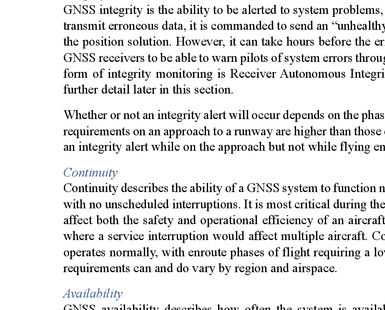 GNSS integrity is the ability to be alerted to system problems,
transmit erroneous data, it is commanded to send an “unhealthy
the position solution. However, it can take hours before the er
GNSS receivers to be able to warn pilots of system errors throu
form of integrity monitoring is Receiver Autonomous Integri
further detail later in this section.
Whether or not an integrity alert will occur depends on the phas
requirements on an approach to a runway are higher than those
an integrity alert while on the approach but not while flying en
Continuity
Continuity describes the ability of a GNSS system to function n
with no unscheduled interruptions. It is most critical during the
affect both the safety and operational efficiency of an aircraft
where a service interruption would affect multiple aircraft. Co
operates normally, with enroute phases of flight requiring a lo
requirements can and do vary by region and airspace.
Availability
GNSS availability describes how often the system is availa